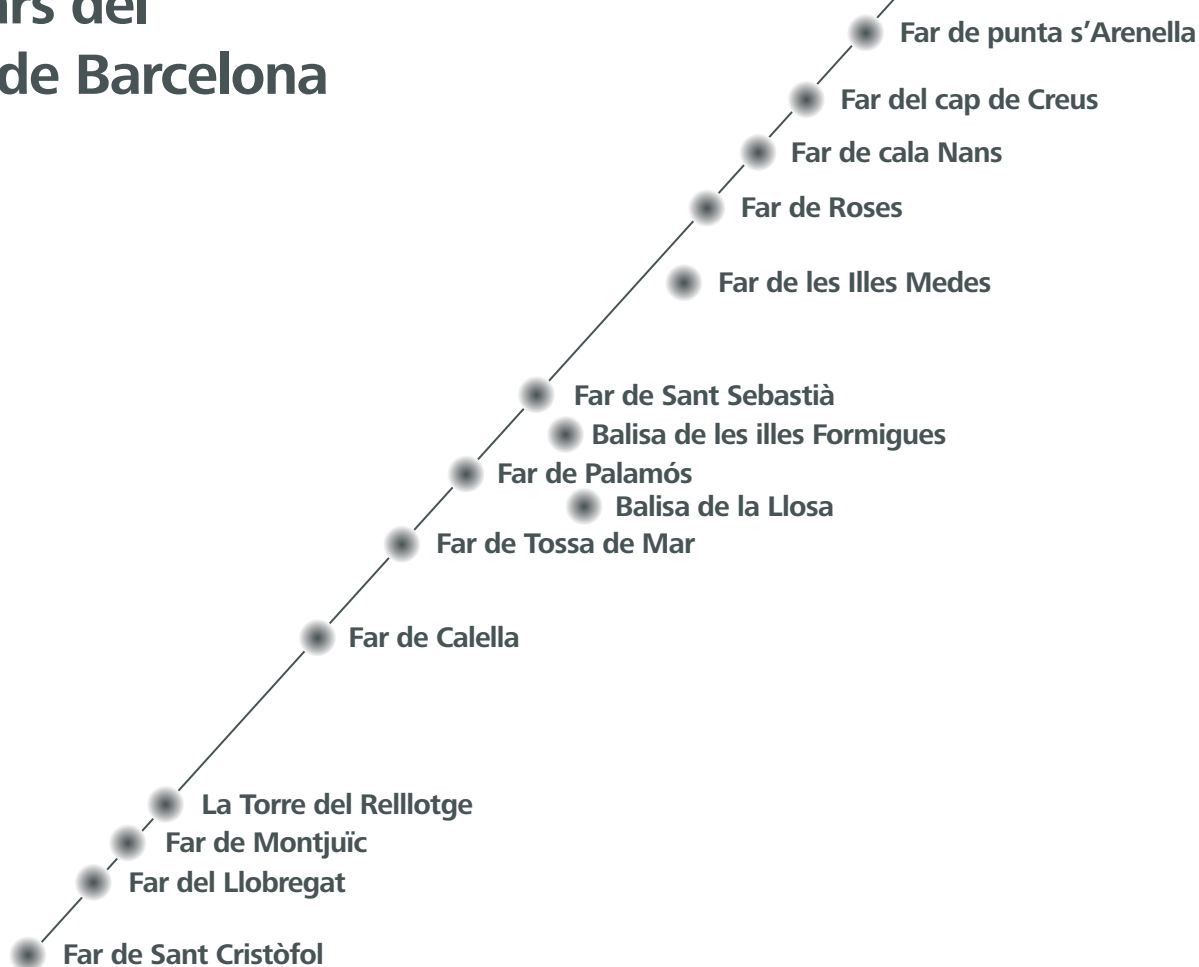 del
de Barcelona
Far de punta s’Arenella
Far del cap de Creus
Far de cala Nans
Far de Roses
Far de les Illes Medes
Far de Sant Sebastià
Balisa de les illes Formigues
Far de Palamós
Balisa de la Llosa
Far de Tossa de Mar
Far de Calella
La Torre del Relllotge
Far de Montjuïc
Far del Llobregat
Far de Sant Cristòfol